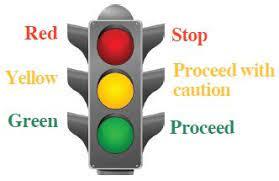 Red Stop
Yellow Proceed with
caution
Green Proceed